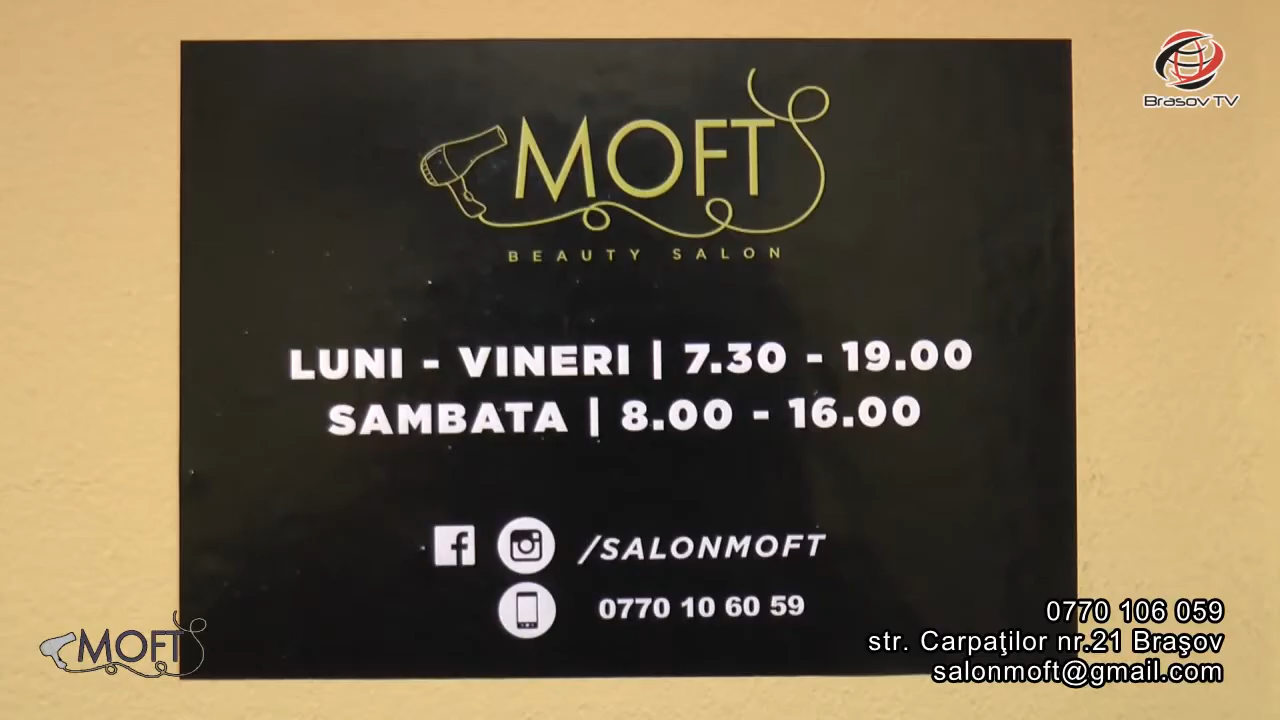 Brasov TV
MOFT
BEAUTY SALON
LUNI - VINERI | 7.30 - 19.00
SAMBATA | 8.00 - 16.00
/SALONMOFT
0770 10 60 59
MOFT
0770 106 059
str. Carpaţilor nr.21 Braşov
salonmoft@gmail.com